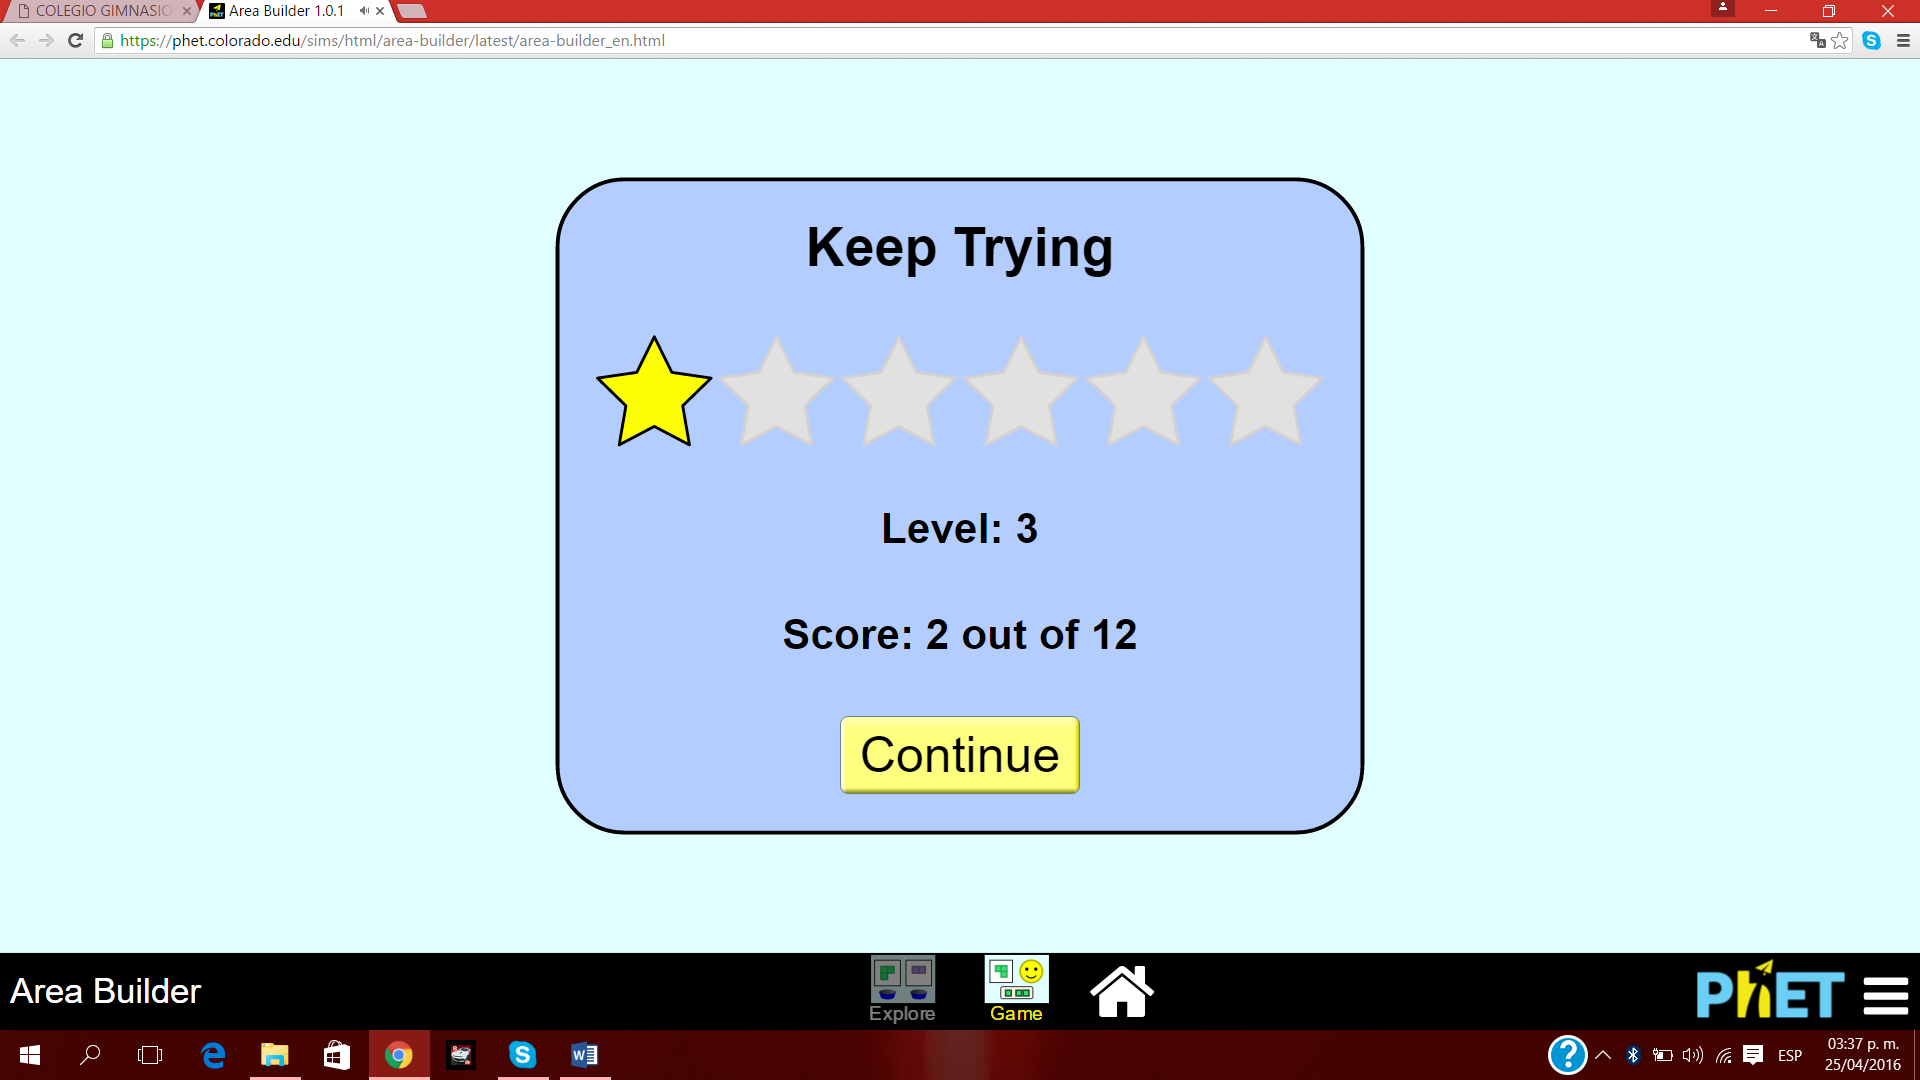 COLEGIO GIMNASIO
Area Builder 1.0.1
https://phet.colorado.edu/sims/html/area-builder/latest/area-builder_en.html
Keep Trying
Level: 3
Score: 2 out of 12
Continue
Area Builder
Explore
Game
PhET
03:37 p. m.
ESP
25/04/2016